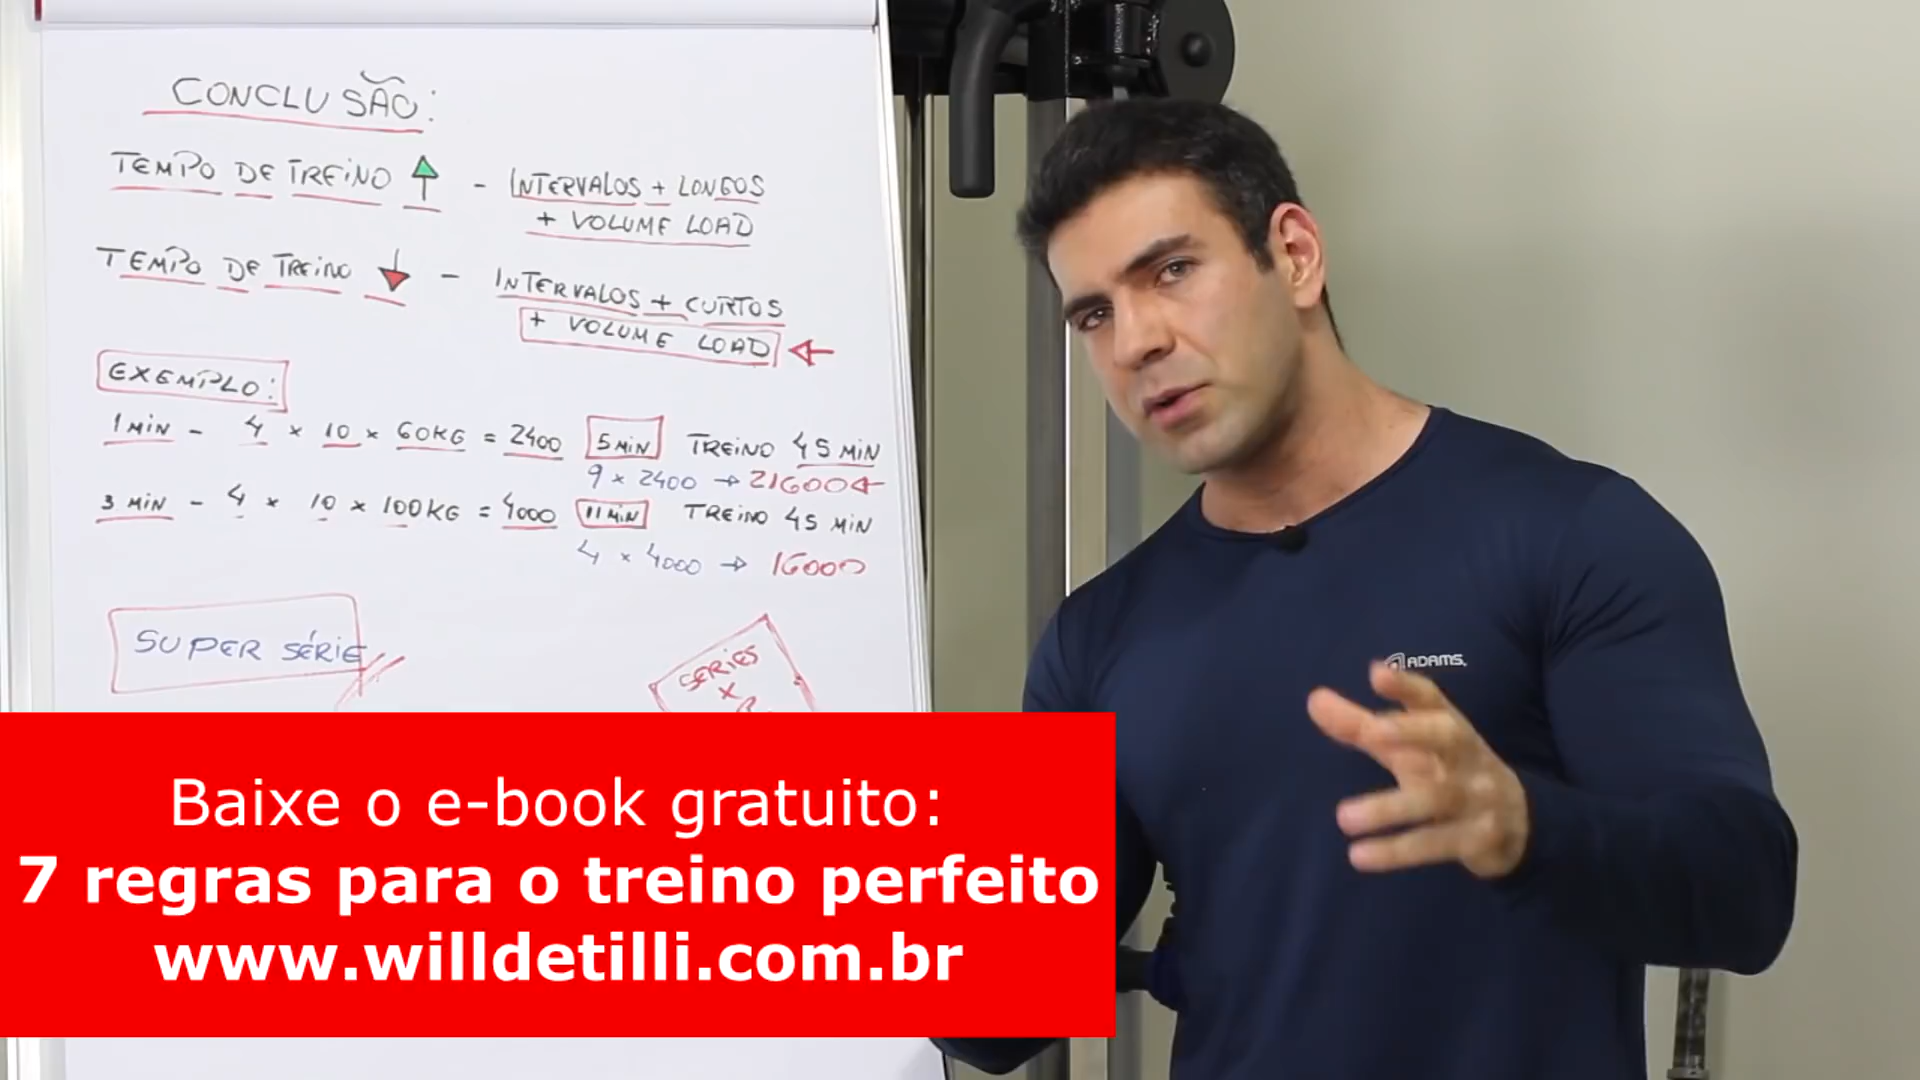 CONCLUSÃO:
TEMPO DE TREINO ↑ - INTERVALOS + LONGOS
+ VOLUME LOAD
TEMPO DE TREINO ↓ - INTERVALOS + CURTOS
+ VOLUME LOAD ←
EXEMPLO:
1 MIN - 4 × 10 × 60KG = 2400 5 MIN TREINO 45 MIN
9 × 2400 → 21600 ←
3 MIN - 4 × 10 × 100KG = 4000 11 MIN TREINO 45 MIN
4 × 4000 → 16000
SUPER SÉRIE
SERIES
×
ADAMS
Baixe o e-book gratuito:
7 regras para o treino perfeito
www.willdetilli.com.br